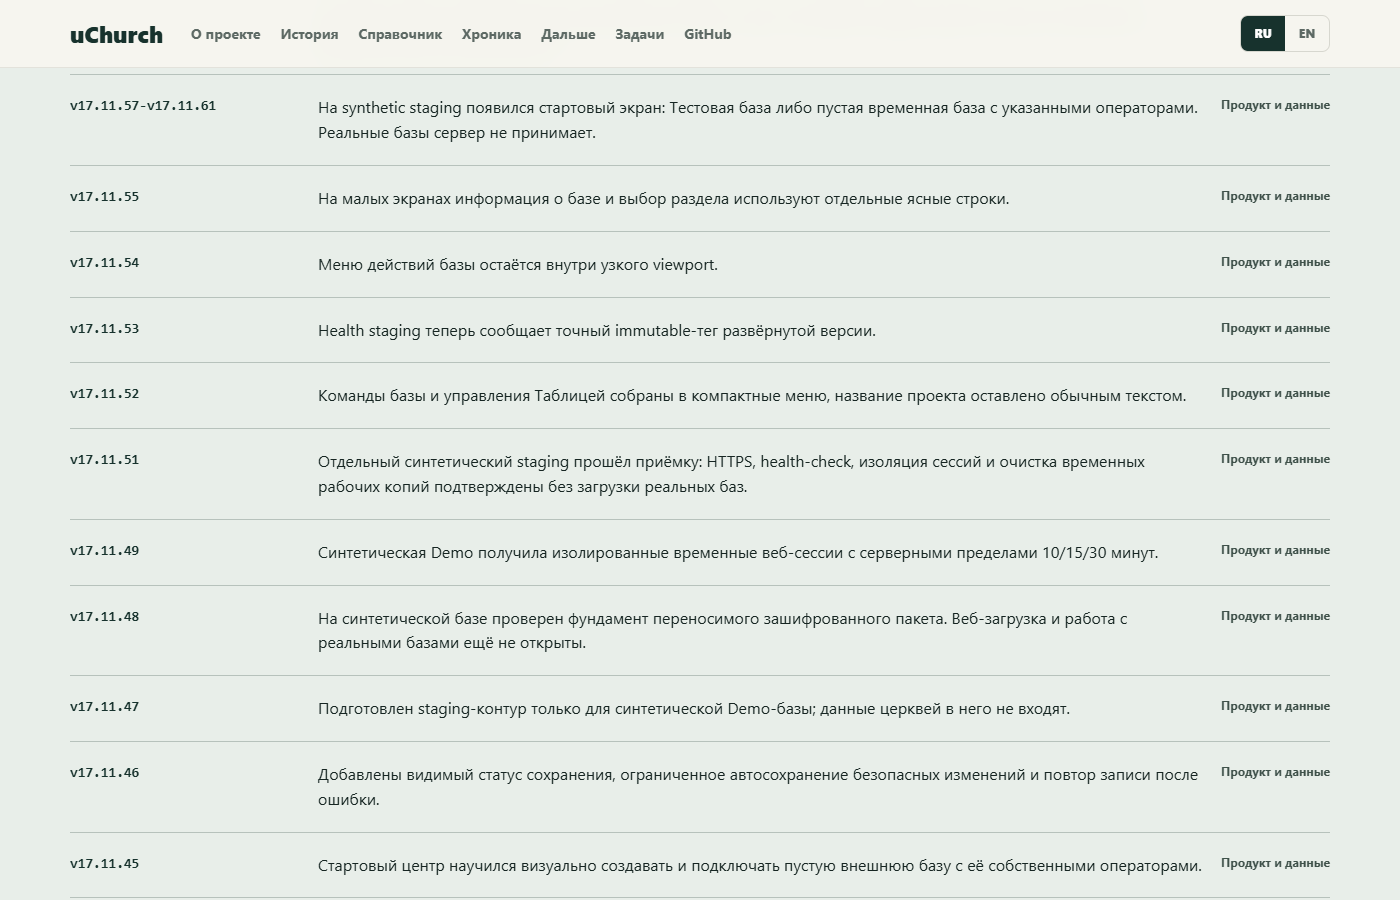 uChurch О проекте История Справочник Хроника Дальше Задачи GitHub RU EN
v17.11.57-v17.11.61 На synthetic staging появился стартовый экран: Тестовая база либо пустая временная база с указанными операторами. Продукт и данные
Реальные базы сервер не принимает.
v17.11.55 На малых экранах информация о базе и выбор раздела используют отдельные ясные строки. Продукт и данные
v17.11.54 Меню действий базы остаётся внутри узкого viewport. Продукт и данные
v17.11.53 Health staging теперь сообщает точный immutable-тег развёрнутой версии. Продукт и данные
v17.11.52 Команды базы и управления Таблицей собраны в компактные меню, название проекта оставлено обычным текстом. Продукт и данные
v17.11.51 Отдельный синтетический staging прошёл приёмку: HTTPS, health-check, изоляция сессий и очистка временных Продукт и данные
рабочих копий подтверждены без загрузки реальных баз.
v17.11.49 Синтетическая Demo получила изолированные временные веб-сессии с серверными пределами 10/15/30 минут. Продукт и данные
v17.11.48 На синтетической базе проверен фундамент переносимого зашифрованного пакета. Веб-загрузка и работа с Продукт и данные
реальными базами ещё не открыты.
v17.11.47 Подготовлен staging-контур только для синтетической Demo-базы; данные церквей в него не входят. Продукт и данные
v17.11.46 Добавлены видимый статус сохранения, ограниченное автосохранение безопасных изменений и повтор записи после Продукт и данные
ошибки.
v17.11.45 Стартовый центр научился визуально создавать и подключать пустую внешнюю базу с её собственными операторами. Продукт и данные